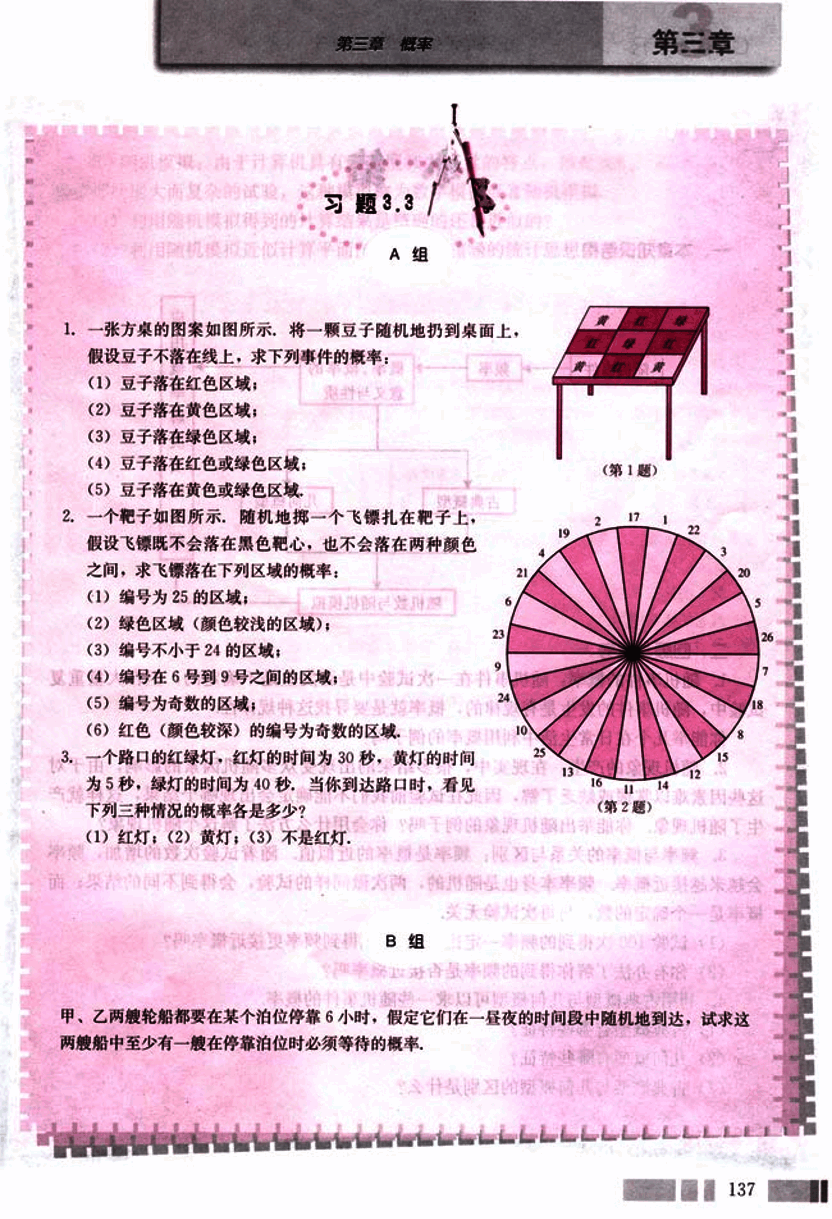 第三章 概率
第三章
习题3.3
A 组
1. 一张方桌的图案如图所示. 将一颗豆子随机地扔到桌面上,
假设豆子不落在线上, 求下列事件的概率:
(1) 豆子落在红色区域;
(2) 豆子落在黄色区域;
(3) 豆子落在绿色区域;
(4) 豆子落在红色或绿色区域;
(5) 豆子落在黄色或绿色区域.
黄 红 绿
红 绿 红
黄 红 黄
(第 1 题)
2. 一个靶子如图所示. 随机地掷一个飞镖扎在靶子上,
假设飞镖既不会落在黑色靶心, 也不会落在两种颜色
之间, 求飞镖落在下列区域的概率:
(1) 编号为 25 的区域;
(2) 绿色区域 (颜色较浅的区域);
(3) 编号不小于 24 的区域;
(4) 编号在 6 号到 9 号之间的区域;
(5) 编号为奇数的区域;
(6) 红色 (颜色较深) 的编号为奇数的区域.
17
1
22
3
20
5
26
7
18
8
15
12
14
11
16
13
25
10
24
9
23
6
21
4
19
2
(第 2 题)
3. 一个路口的红绿灯, 红灯的时间为 30 秒, 黄灯的时间
为 5 秒, 绿灯的时间为 40 秒. 当你到达路口时, 看见
下列三种情况的概率各是多少?
(1) 红灯; (2) 黄灯; (3) 不是红灯.
B 组
甲、乙两艘轮船都要在某个泊位停靠 6 小时, 假定它们在一昼夜的时间段中随机地到达, 试求这
两艘船中至少有一艘在停靠泊位时必须等待的概率.
137